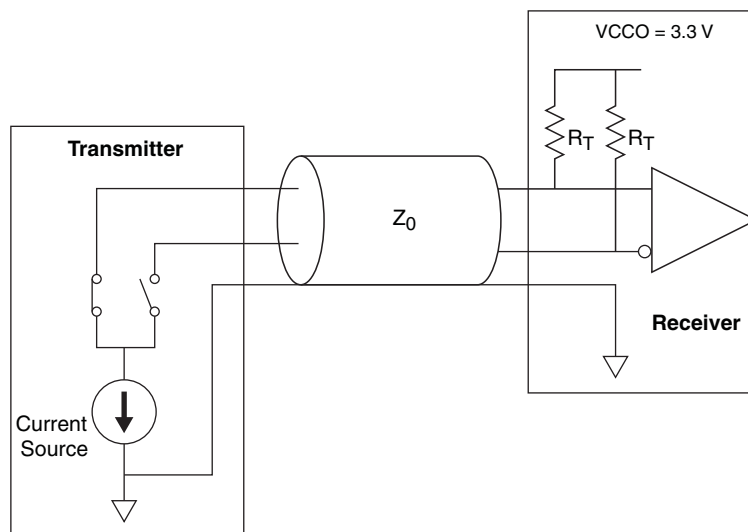 VCCO = 3.3 V
R_T R_T
Transmitter
Z_0
Receiver
Current
Source